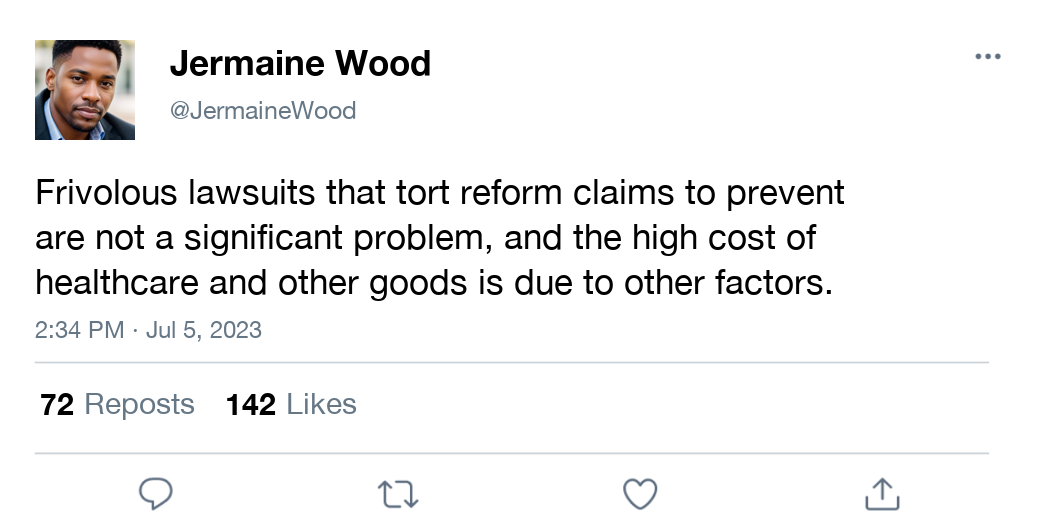 Jermaine Wood
@JermaineWood
Frivolous lawsuits that tort reform claims to prevent
are not a significant problem, and the high cost of
healthcare and other goods is due to other factors.
2:34 PM · Jul 5, 2023
72 Reposts 142 Likes